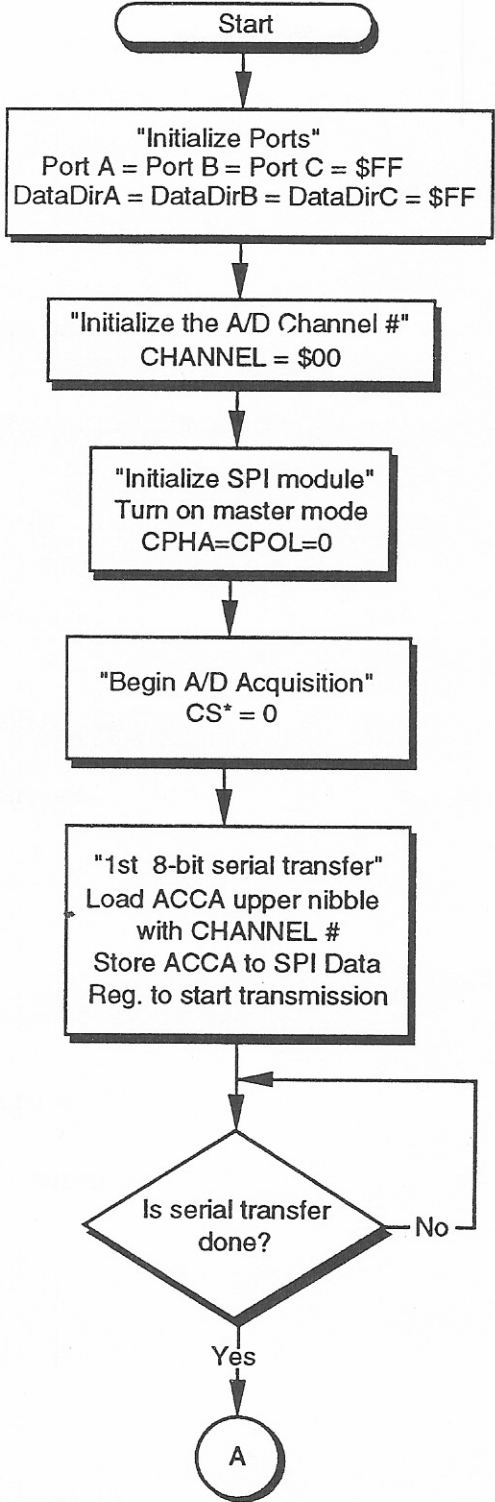 Start
"Initialize Ports"
Port A = Port B = Port C = $FF
DataDirA = DataDirB = DataDirC = $FF
"Initialize the A/D Channel #"
CHANNEL = $00
"Initialize SPI module"
Turn on master mode
CPHA=CPOL=0
"Begin A/D Acquisition"
CS* = 0
"1st 8-bit serial transfer"
Load ACCA upper nibble
with CHANNEL #
Store ACCA to SPI Data
Reg. to start transmission
Is serial transfer
done?
No
Yes
A